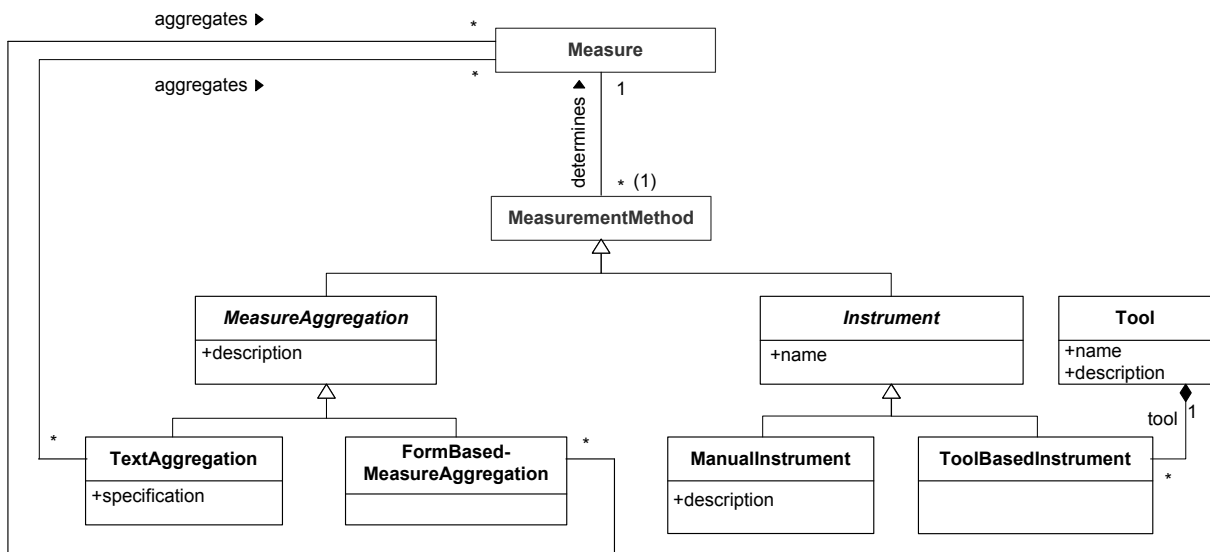 aggregates ▶
*
Measure
*
aggregates ▶
1
determines ▶
* (1)
MeasurementMethod
MeasureAggregation
+description
Instrument
+name
Tool
+name
+description
1
tool
*
TextAggregation
+specification
FormBased-
MeasureAggregation
*
ManualInstrument
+description
ToolBasedInstrument
*